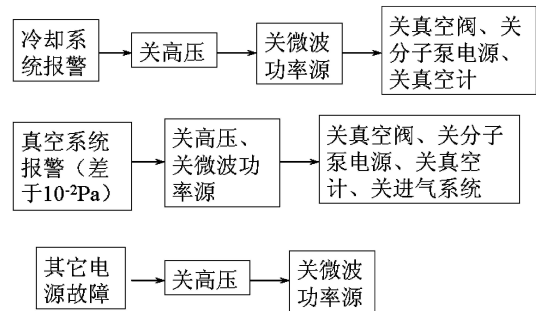 冷却系
统报警
关高压
关微波
功率源
关真空阀、关
分子泵电源、
关真空计
真空系统
报警（差
于10⁻²Pa）
关高压、
关微波功
率源
关真空阀、关分子
泵电源、关真空
计、关进气系统
其它电
源故障
关高压
关微波
功率源